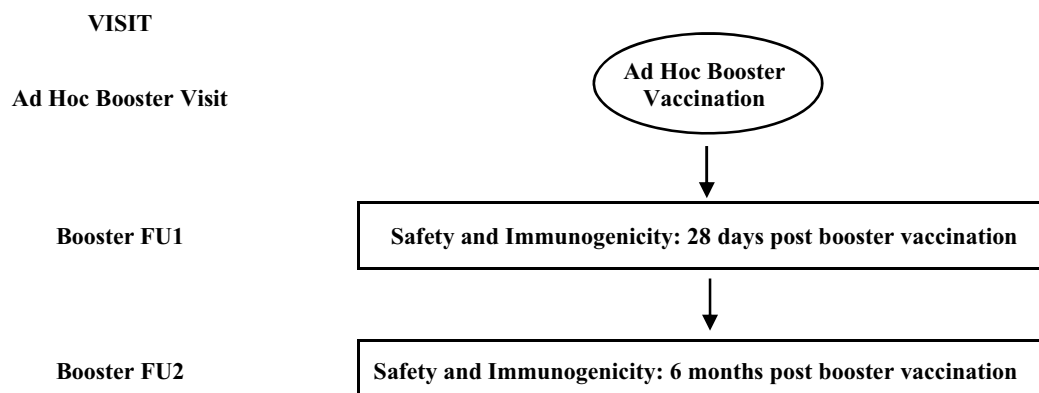 VISIT
Ad Hoc Booster Visit
Ad Hoc Booster
Vaccination
Booster FU1
Safety and Immunogenicity: 28 days post booster vaccination
Booster FU2
Safety and Immunogenicity: 6 months post booster vaccination